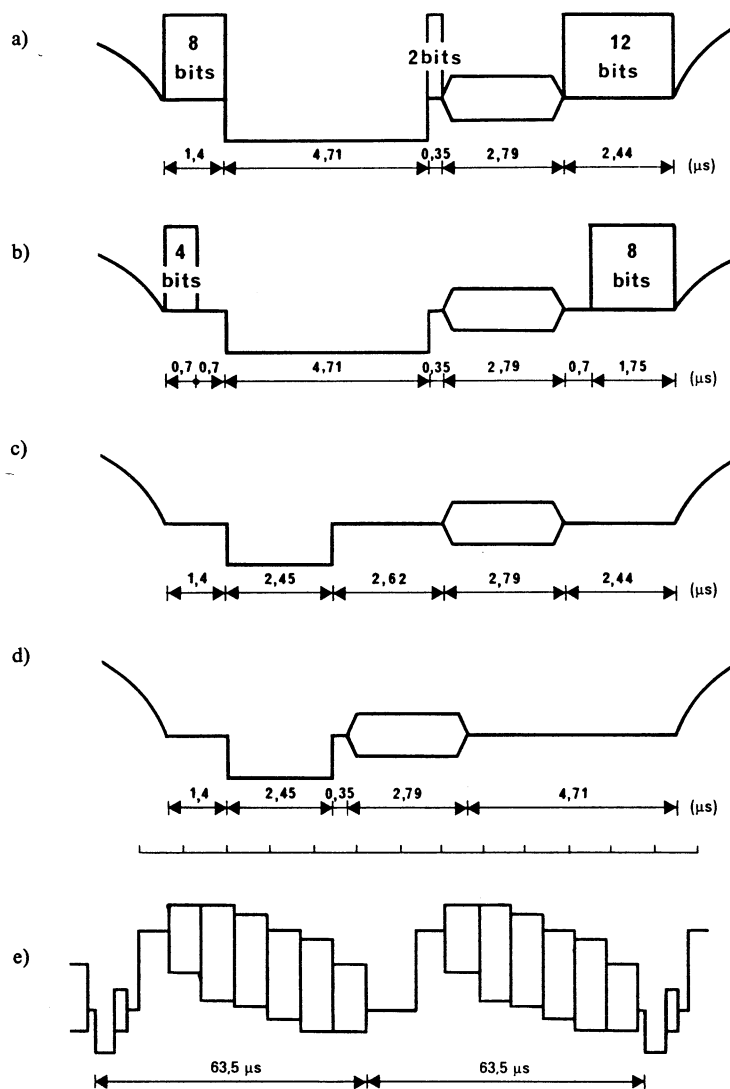 a)
8
bits
2 bits
12
bits
1,4 4,71 0,35 2,79 2,44 (μs)
b)
4
bits
8
bits
0,7 0,7 4,71 0,35 2,79 0,7 1,75 (μs)
c)
1,4 2,45 2,62 2,79 2,44 (μs)
d)
1,4 2,45 0,35 2,79 4,71 (μs)
e)
63,5 μs 63,5 μs